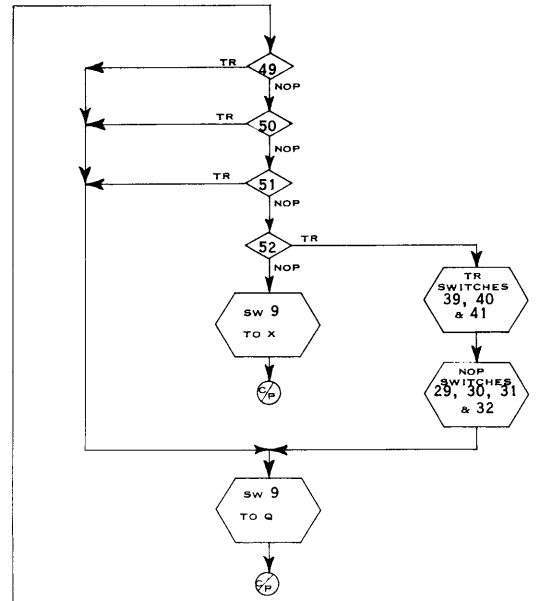 49
TR
NOP
50
TR
NOP
51
TR
NOP
52
TR
NOP
SW 9
TO X
C/P
TR
SWITCHES
39, 40
& 41
NOP
SWITCHES
29, 30, 31
& 32
SW 9
TO Q
C/P